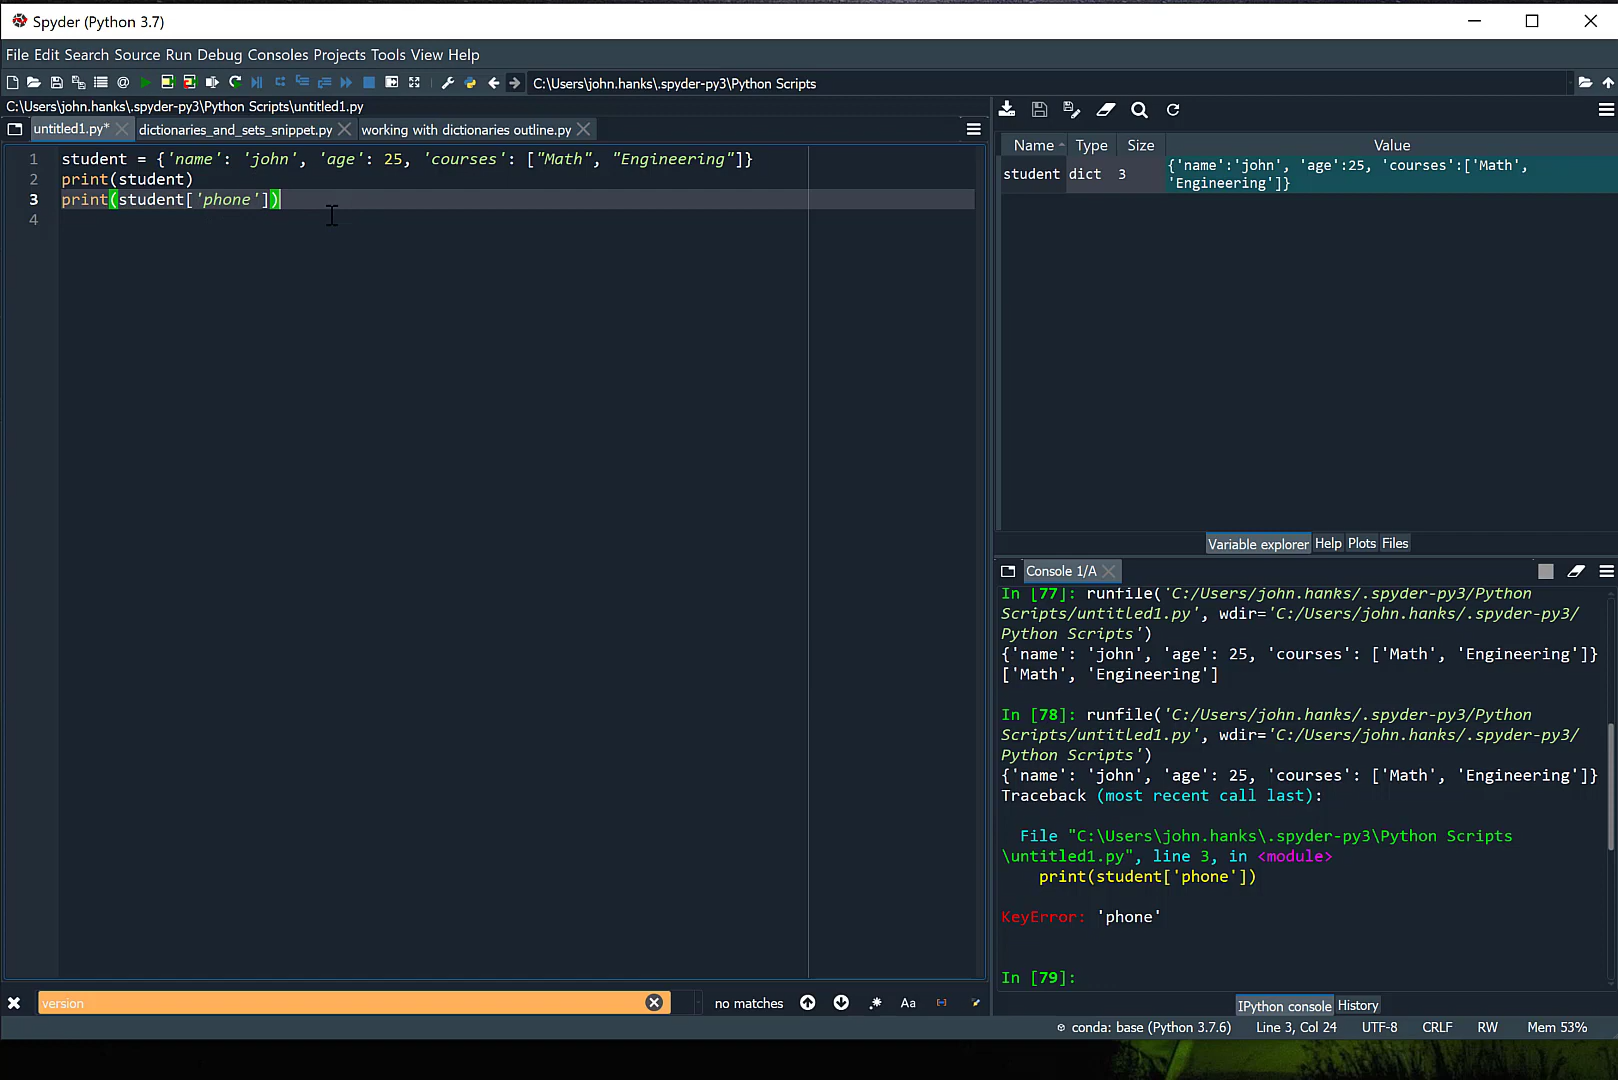 Spyder (Python 3.7)
File Edit Search Source Run Debug Consoles Projects Tools View Help
C:\Users\john.hanks\.spyder-py3\Python Scripts
C:\Users\john.hanks\.spyder-py3\Python Scripts\untitled1.py
untitled1.py* dictionaries_and_sets_snippet.py working with dictionaries outline.py
1 student = {'name': 'john', 'age': 25, 'courses': ["Math", "Engineering"]}
2 print(student)
3 print(student['phone'])
4
Name Type Size Value
student dict 3 {'name':'john', 'age':25, 'courses':['Math',
'Engineering']}
Variable explorer Help Plots Files
Console 1/A
In [77]: runfile('C:/Users/john.hanks/.spyder-py3/Python
Scripts/untitled1.py', wdir='C:/Users/john.hanks/.spyder-py3/
Python Scripts')
{'name': 'john', 'age': 25, 'courses': ['Math', 'Engineering']}
['Math', 'Engineering']
In [78]: runfile('C:/Users/john.hanks/.spyder-py3/Python
Scripts/untitled1.py', wdir='C:/Users/john.hanks/.spyder-py3/
Python Scripts')
{'name': 'john', 'age': 25, 'courses': ['Math', 'Engineering']}
Traceback (most recent call last):
File "C:\Users\john.hanks\.spyder-py3\Python Scripts
\untitled1.py", line 3, in <module>
print(student['phone'])
KeyError: 'phone'
In [79]:
version no matches Aa
IPython console History
conda: base (Python 3.7.6) Line 3, Col 24 UTF-8 CRLF RW Mem 53%